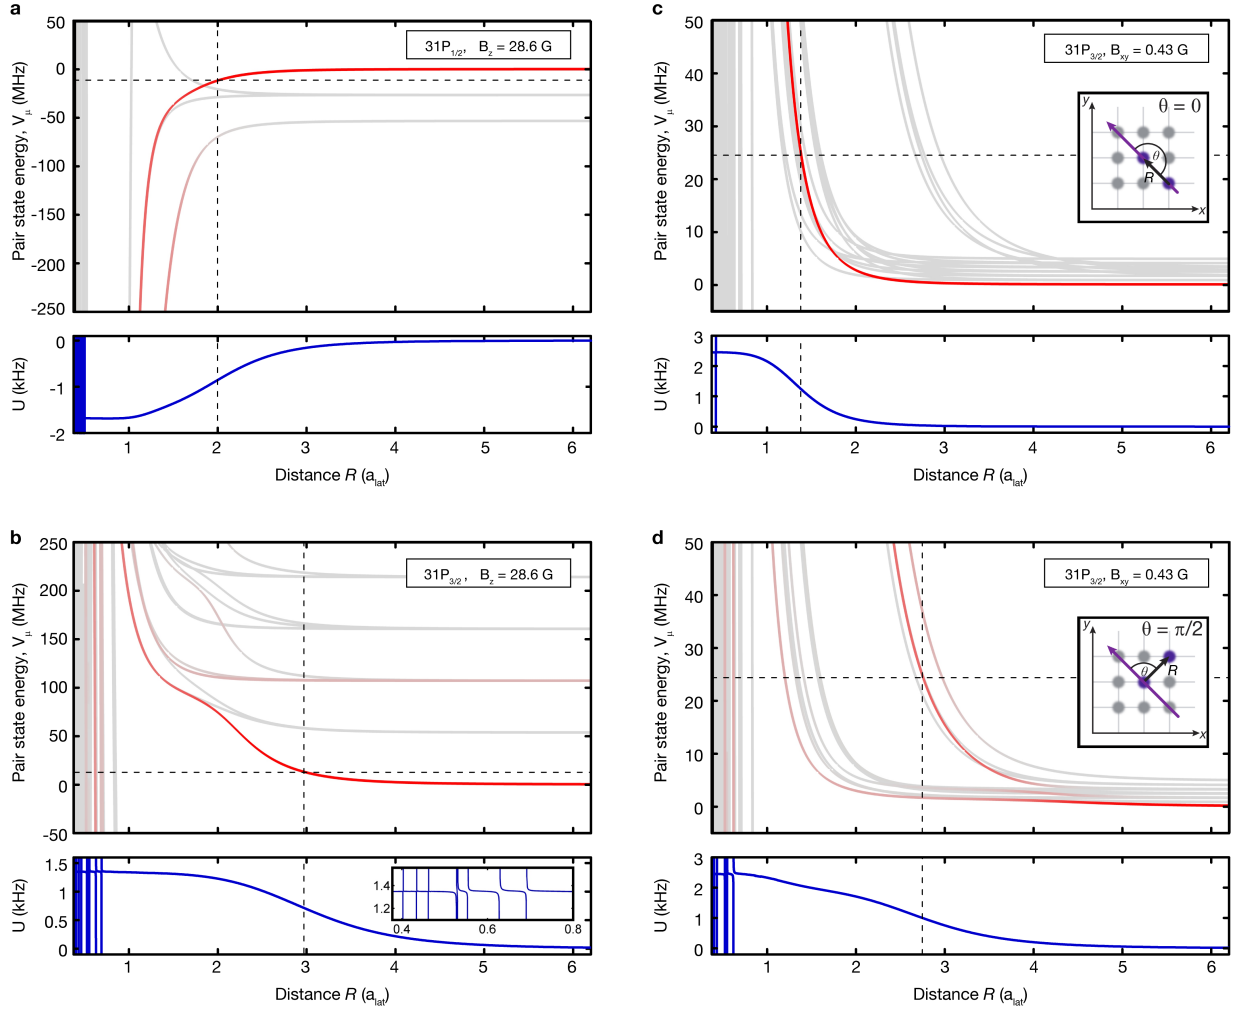 a
31P1/2, Bz = 28.6 G
Pair state energy, Vμ (MHz)
50
0
-50
-100
-150
-200
-250
U (kHz)
0
-1
-2
1 2 3 4 5 6
Distance R (alat)
c
31P3/2, Bxy = 0.43 G
Pair state energy, Vμ (MHz)
50
40
30
20
10
0
y
θ = 0
θ
R
x
U (kHz)
3
2
1
0
1 2 3 4 5 6
Distance R (alat)
b
31P3/2, Bz = 28.6 G
Pair state energy, Vμ (MHz)
250
200
150
100
50
0
-50
U (kHz)
1.5
1
0.5
0
1.4
1.2
0.4 0.6 0.8
1 2 3 4 5 6
Distance R (alat)
d
31P3/2, Bxy = 0.43 G
Pair state energy, Vμ (MHz)
50
40
30
20
10
0
y
θ = π/2
θ
R
x
U (kHz)
3
2
1
0
1 2 3 4 5 6
Distance R (alat)